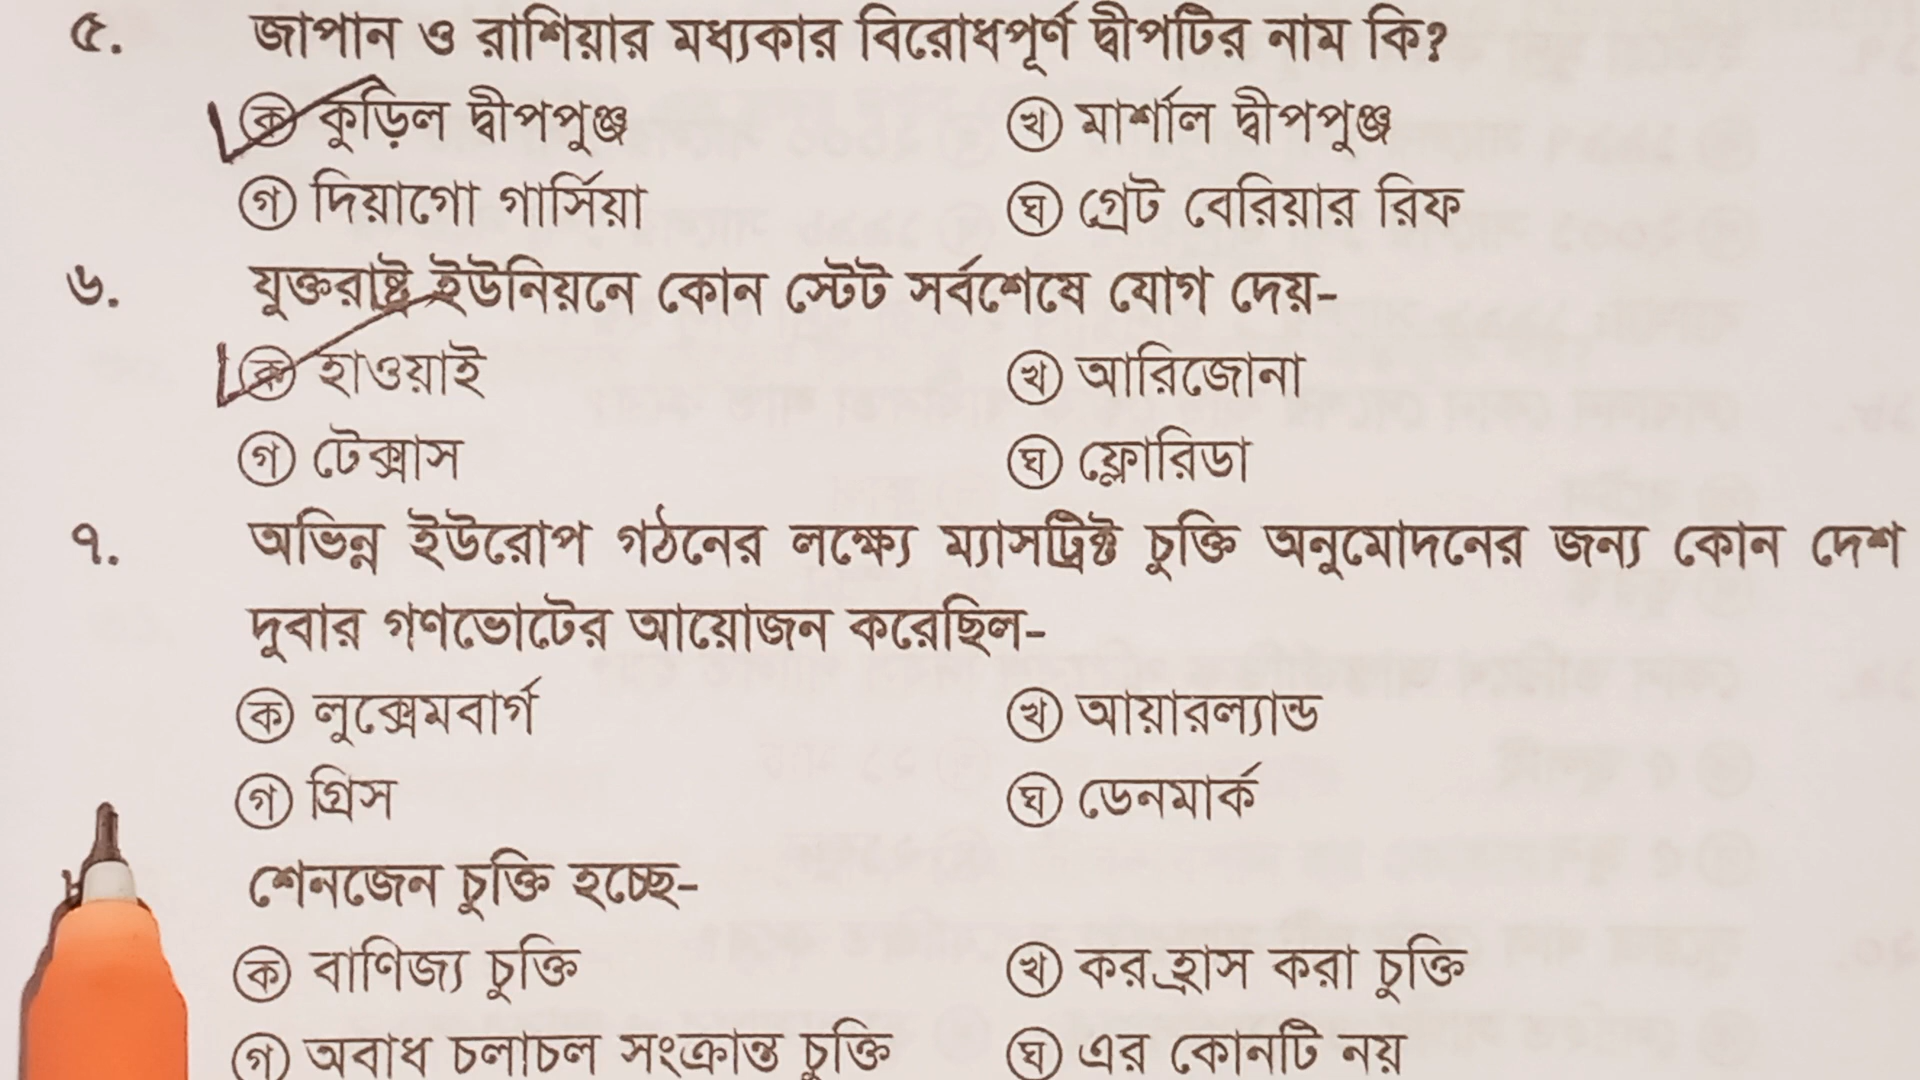 ৫. জাপান ও রাশিয়ার মধ্যকার বিরোধপূর্ণ দ্বীপটির নাম কি?
ক কুড়িল দ্বীপপুঞ্জ খ মার্শাল দ্বীপপুঞ্জ
গ দিয়াগো গার্সিয়া ঘ গ্রেট বেরিয়ার রিফ
৬. যুক্তরাষ্ট্র ইউনিয়নে কোন স্টেট সর্বশেষে যোগ দেয়-
ক হাওয়াই খ আরিজোনা
গ টেক্সাস ঘ ফ্লোরিডা
৭. অভিন্ন ইউরোপ গঠনের লক্ষ্যে ম্যাসট্রিক্ট চুক্তি অনুমোদনের জন্য কোন দেশ
দুবার গণভোটের আয়োজন করেছিল-
ক লুক্সেমবার্গ খ আয়ারল্যান্ড
গ গ্রিস ঘ ডেনমার্ক
শেনজেন চুক্তি হচ্ছে-
ক বাণিজ্য চুক্তি খ কর হ্রাস করা চুক্তি
গ অবাধ চলাচল সংক্রান্ত চুক্তি ঘ এর কোনটি নয়